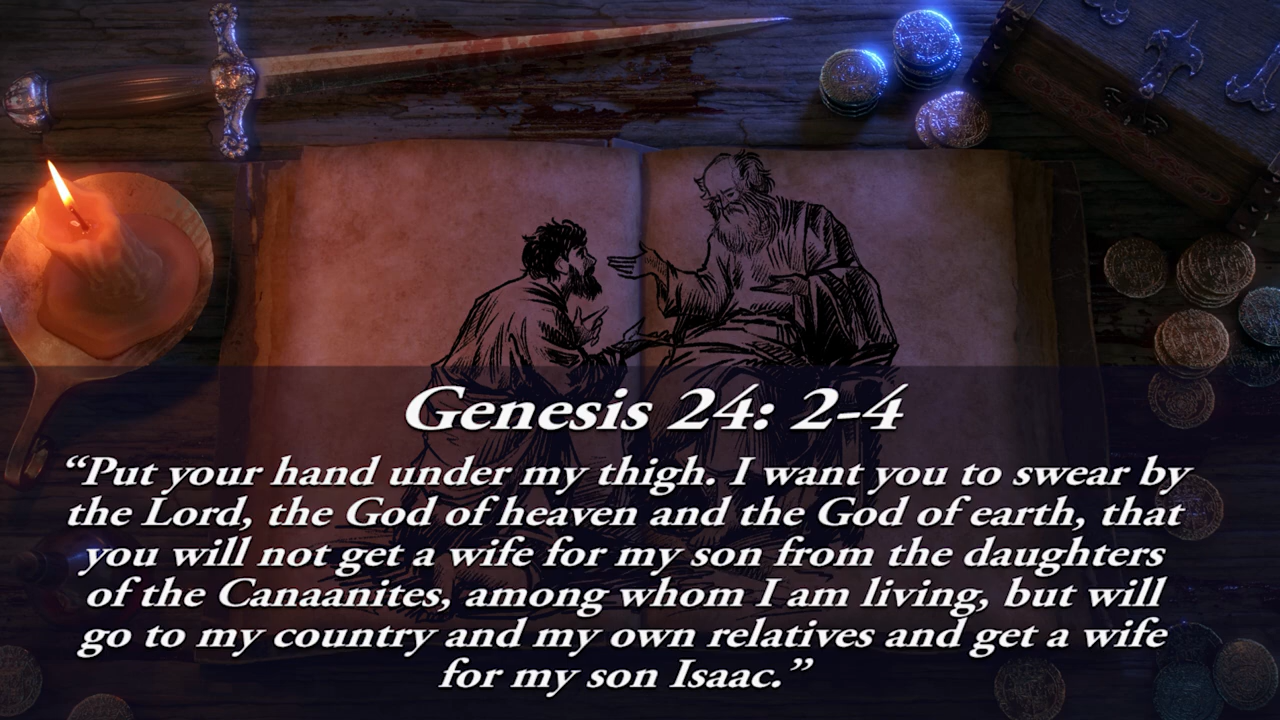 Genesis 24: 2-4
“Put your hand under my thigh. I want you to swear by
the Lord, the God of heaven and the God of earth, that
you will not get a wife for my son from the daughters
of the Canaanites, among whom I am living, but will
go to my country and my own relatives and get a wife
for my son Isaac.”